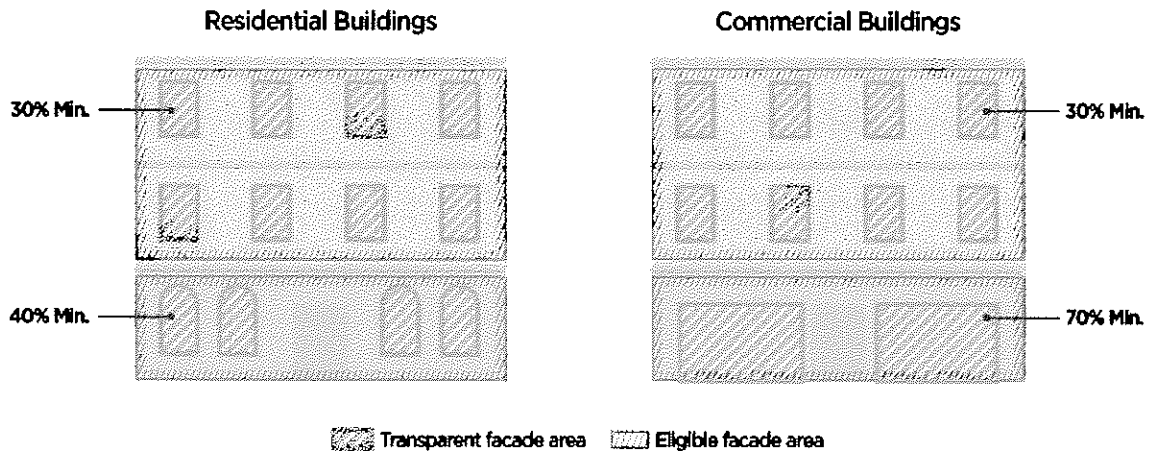 Residential Buildings
Commercial Buildings
30% Min.
30% Min.
40% Min.
70% Min.
Transparent facade area
Eligible facade area